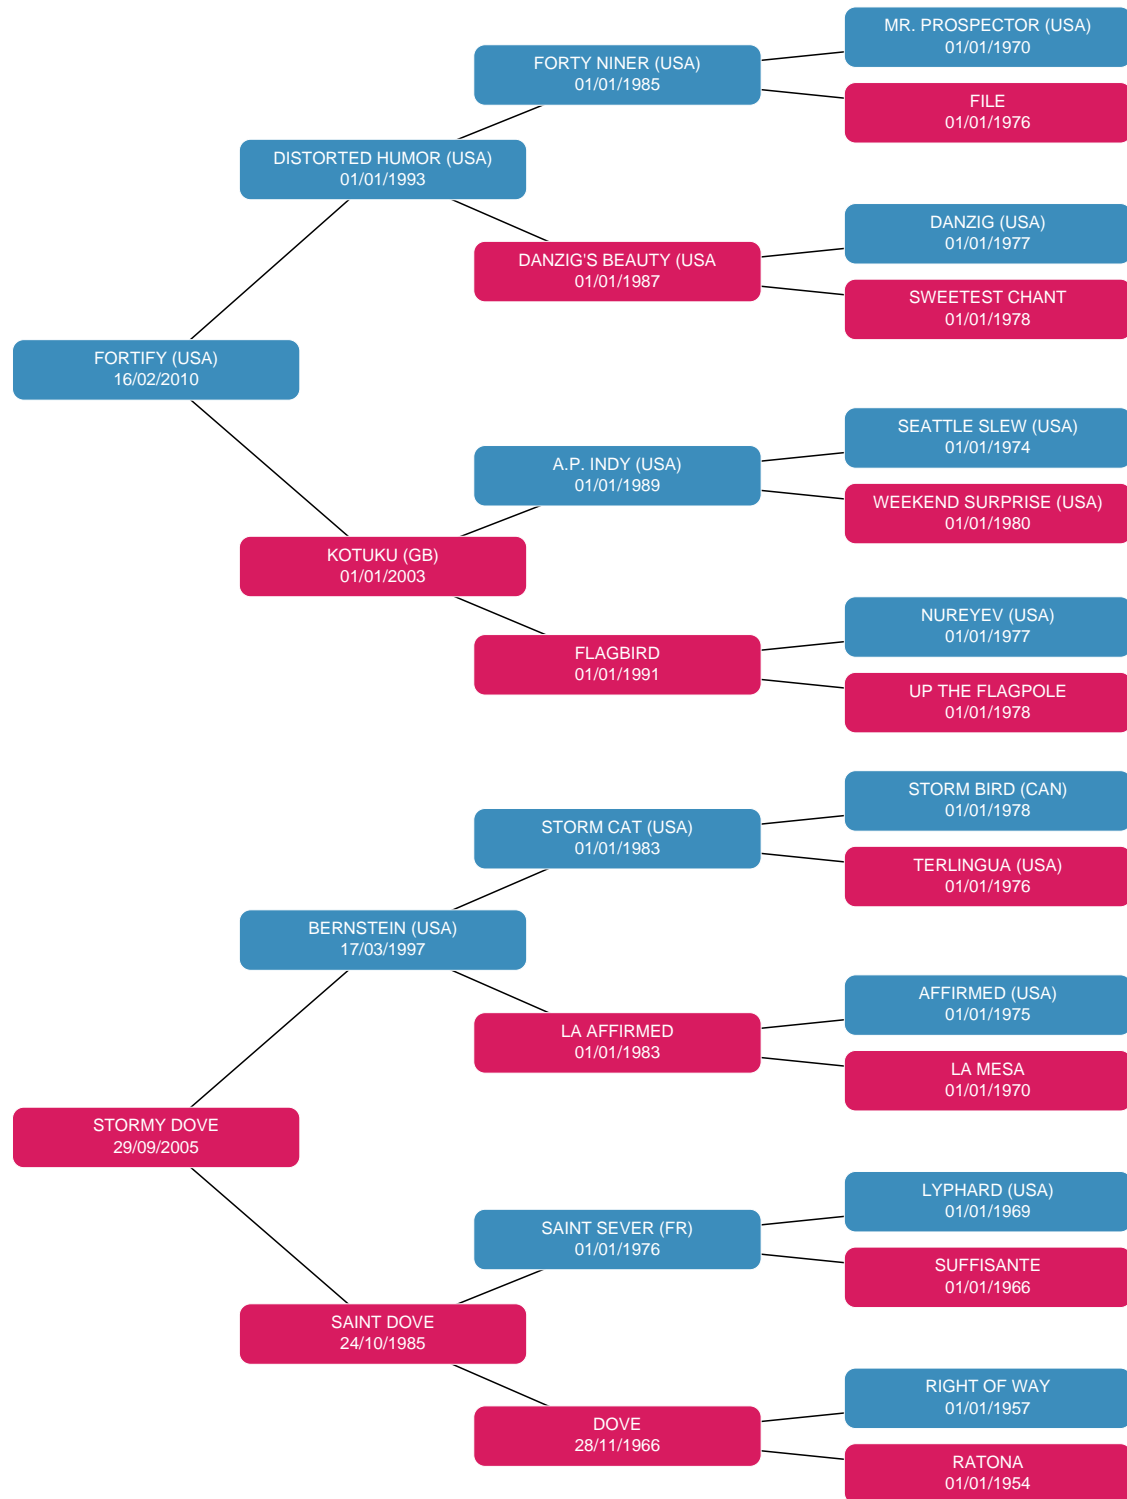 MR. PROSPECTOR (USA)
01/01/1970
FORTY NINER (USA)
01/01/1985
FILE
01/01/1976
DISTORTED HUMOR (USA)
01/01/1993
DANZIG (USA)
01/01/1977
DANZIG'S BEAUTY (USA
01/01/1987
SWEETEST CHANT
01/01/1978
FORTIFY (USA)
16/02/2010
SEATTLE SLEW (USA)
01/01/1974
A.P. INDY (USA)
01/01/1989
WEEKEND SURPRISE (USA)
01/01/1980
KOTUKU (GB)
01/01/2003
NUREYEV (USA)
01/01/1977
FLAGBIRD
01/01/1991
UP THE FLAGPOLE
01/01/1978
STORM BIRD (CAN)
01/01/1978
STORM CAT (USA)
01/01/1983
TERLINGUA (USA)
01/01/1976
BERNSTEIN (USA)
17/03/1997
AFFIRMED (USA)
01/01/1975
LA AFFIRMED
01/01/1983
LA MESA
01/01/1970
STORMY DOVE
29/09/2005
LYPHARD (USA)
01/01/1969
SAINT SEVER (FR)
01/01/1976
SUFFISANTE
01/01/1966
SAINT DOVE
24/10/1985
RIGHT OF WAY
01/01/1957
DOVE
28/11/1966
RATONA
01/01/1954